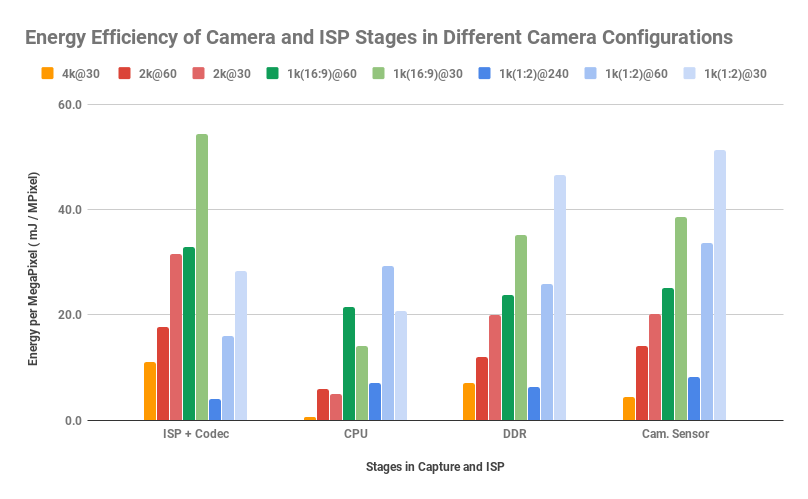 Energy Efficiency of Camera and ISP Stages in Different Camera Configurations
4k@30 2k@60 2k@30 1k(16:9)@60 1k(16:9)@30 1k(1:2)@240 1k(1:2)@60 1k(1:2)@30
60.0
40.0
20.0
0.0
Energy per MegaPixel ( mJ / MPixel)
ISP + Codec CPU DDR Cam. Sensor
Stages in Capture and ISP